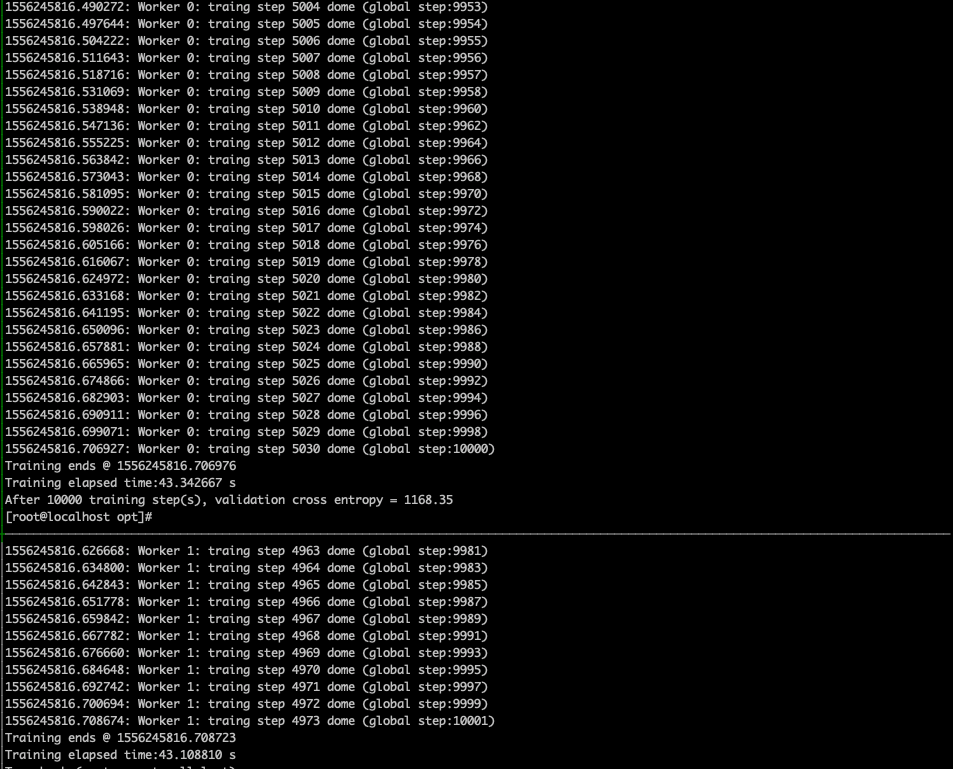 1556245816.490272: Worker 0: traing step 5004 dome (global step:9953)
1556245816.497644: Worker 0: traing step 5005 dome (global step:9954)
1556245816.504222: Worker 0: traing step 5006 dome (global step:9955)
1556245816.511643: Worker 0: traing step 5007 dome (global step:9956)
1556245816.518716: Worker 0: traing step 5008 dome (global step:9957)
1556245816.531069: Worker 0: traing step 5009 dome (global step:9958)
1556245816.538948: Worker 0: traing step 5010 dome (global step:9960)
1556245816.547136: Worker 0: traing step 5011 dome (global step:9962)
1556245816.555225: Worker 0: traing step 5012 dome (global step:9964)
1556245816.563842: Worker 0: traing step 5013 dome (global step:9966)
1556245816.573043: Worker 0: traing step 5014 dome (global step:9968)
1556245816.581095: Worker 0: traing step 5015 dome (global step:9970)
1556245816.590022: Worker 0: traing step 5016 dome (global step:9972)
1556245816.598026: Worker 0: traing step 5017 dome (global step:9974)
1556245816.605166: Worker 0: traing step 5018 dome (global step:9976)
1556245816.616067: Worker 0: traing step 5019 dome (global step:9978)
1556245816.624972: Worker 0: traing step 5020 dome (global step:9980)
1556245816.633168: Worker 0: traing step 5021 dome (global step:9982)
1556245816.641195: Worker 0: traing step 5022 dome (global step:9984)
1556245816.650096: Worker 0: traing step 5023 dome (global step:9986)
1556245816.657881: Worker 0: traing step 5024 dome (global step:9988)
1556245816.665965: Worker 0: traing step 5025 dome (global step:9990)
1556245816.674866: Worker 0: traing step 5026 dome (global step:9992)
1556245816.682903: Worker 0: traing step 5027 dome (global step:9994)
1556245816.690911: Worker 0: traing step 5028 dome (global step:9996)
1556245816.699071: Worker 0: traing step 5029 dome (global step:9998)
1556245816.706927: Worker 0: traing step 5030 dome (global step:10000)
Training ends @ 1556245816.706976
Training elapsed time:43.342667 s
After 10000 training step(s), validation cross entropy = 1168.35
[root@localhost opt]#
1556245816.626668: Worker 1: traing step 4963 dome (global step:9981)
1556245816.634800: Worker 1: traing step 4964 dome (global step:9983)
1556245816.642843: Worker 1: traing step 4965 dome (global step:9985)
1556245816.651778: Worker 1: traing step 4966 dome (global step:9987)
1556245816.659842: Worker 1: traing step 4967 dome (global step:9989)
1556245816.667782: Worker 1: traing step 4968 dome (global step:9991)
1556245816.676660: Worker 1: traing step 4969 dome (global step:9993)
1556245816.684648: Worker 1: traing step 4970 dome (global step:9995)
1556245816.692742: Worker 1: traing step 4971 dome (global step:9997)
1556245816.700694: Worker 1: traing step 4972 dome (global step:9999)
1556245816.708674: Worker 1: traing step 4973 dome (global step:10001)
Training ends @ 1556245816.708723
Training elapsed time:43.108810 s